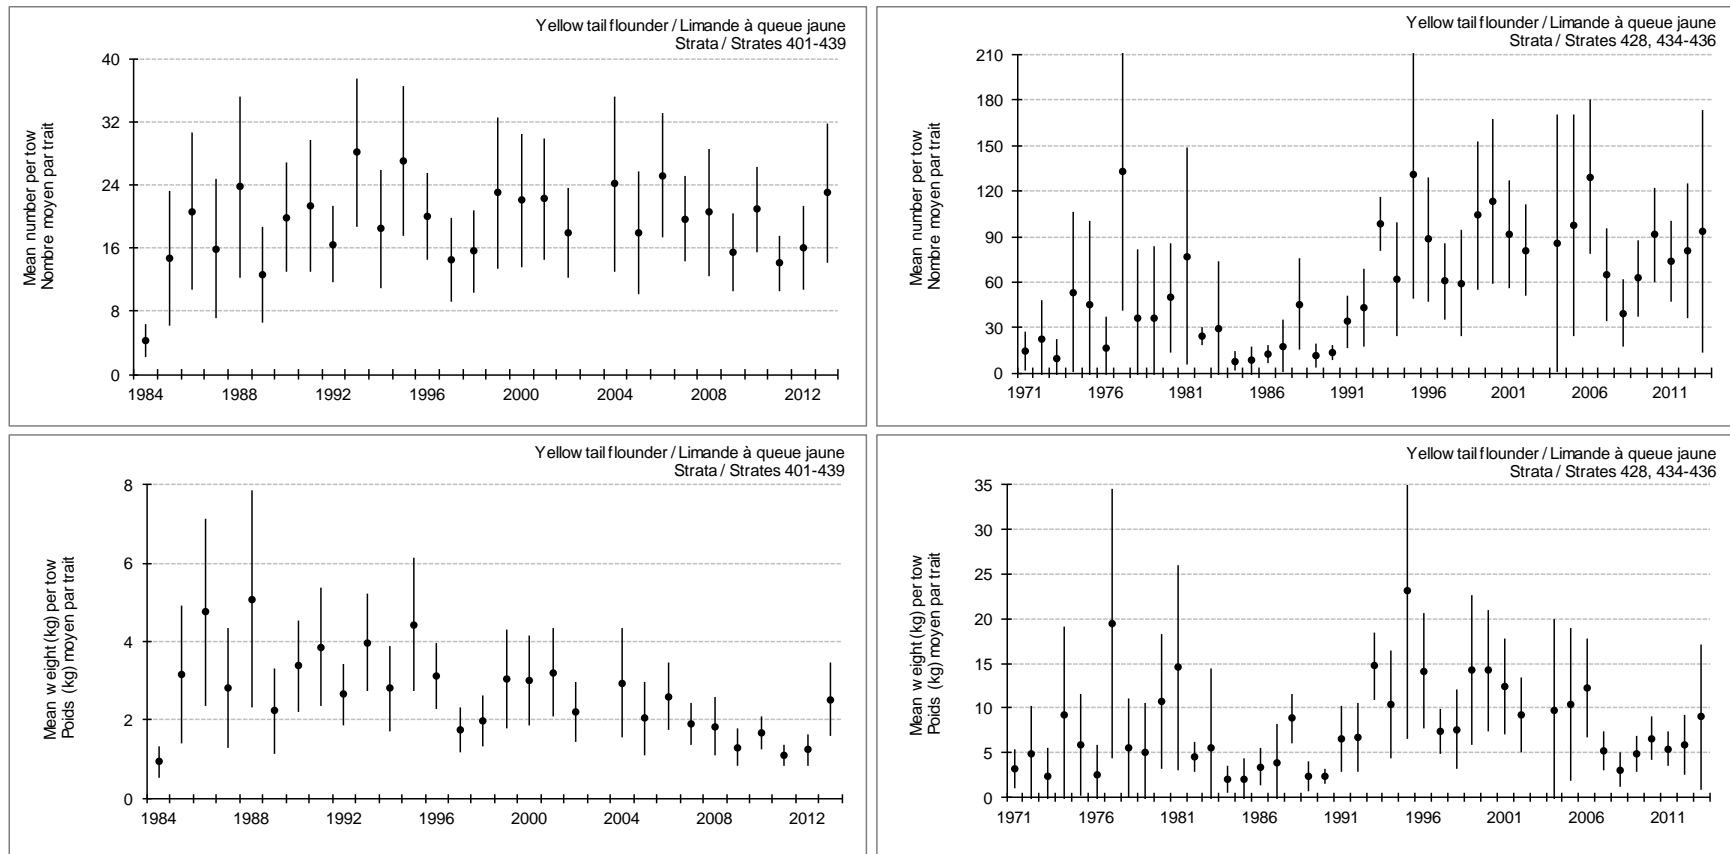 Yellow tail flounder / Limande à queue jaune
Strata / Strates 401-439
Mean number per tow
Nombre moyen par trait
40
32
24
16
8
0
1984 1988 1992 1996 2000 2004 2008 2012
Yellow tail flounder / Limande à queue jaune
Strata / Strates 428, 434-436
Mean number per tow
Nombre moyen par trait
210
180
150
120
90
60
30
0
1971 1976 1981 1986 1991 1996 2001 2006 2011
Yellow tail flounder / Limande à queue jaune
Strata / Strates 401-439
Mean weight (kg) per tow
Poids (kg) moyen par trait
8
6
4
2
0
1984 1988 1992 1996 2000 2004 2008 2012
Yellow tail flounder / Limande à queue jaune
Strata / Strates 428, 434-436
Mean weight (kg) per tow
Poids (kg) moyen par trait
35
30
25
20
15
10
5
0
1971 1976 1981 1986 1991 1996 2001 2006 2011